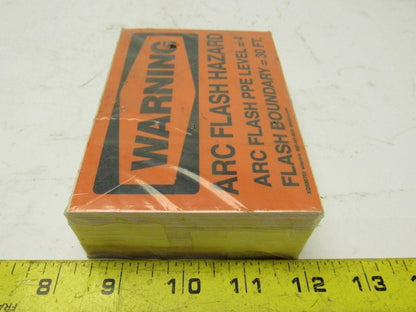 WARNING
ARC FLASH HAZARD
ARC FLASH PPE LEVEL = 4
FLASH BOUNDARY = 30 FT.
8 9 10 11 12 13